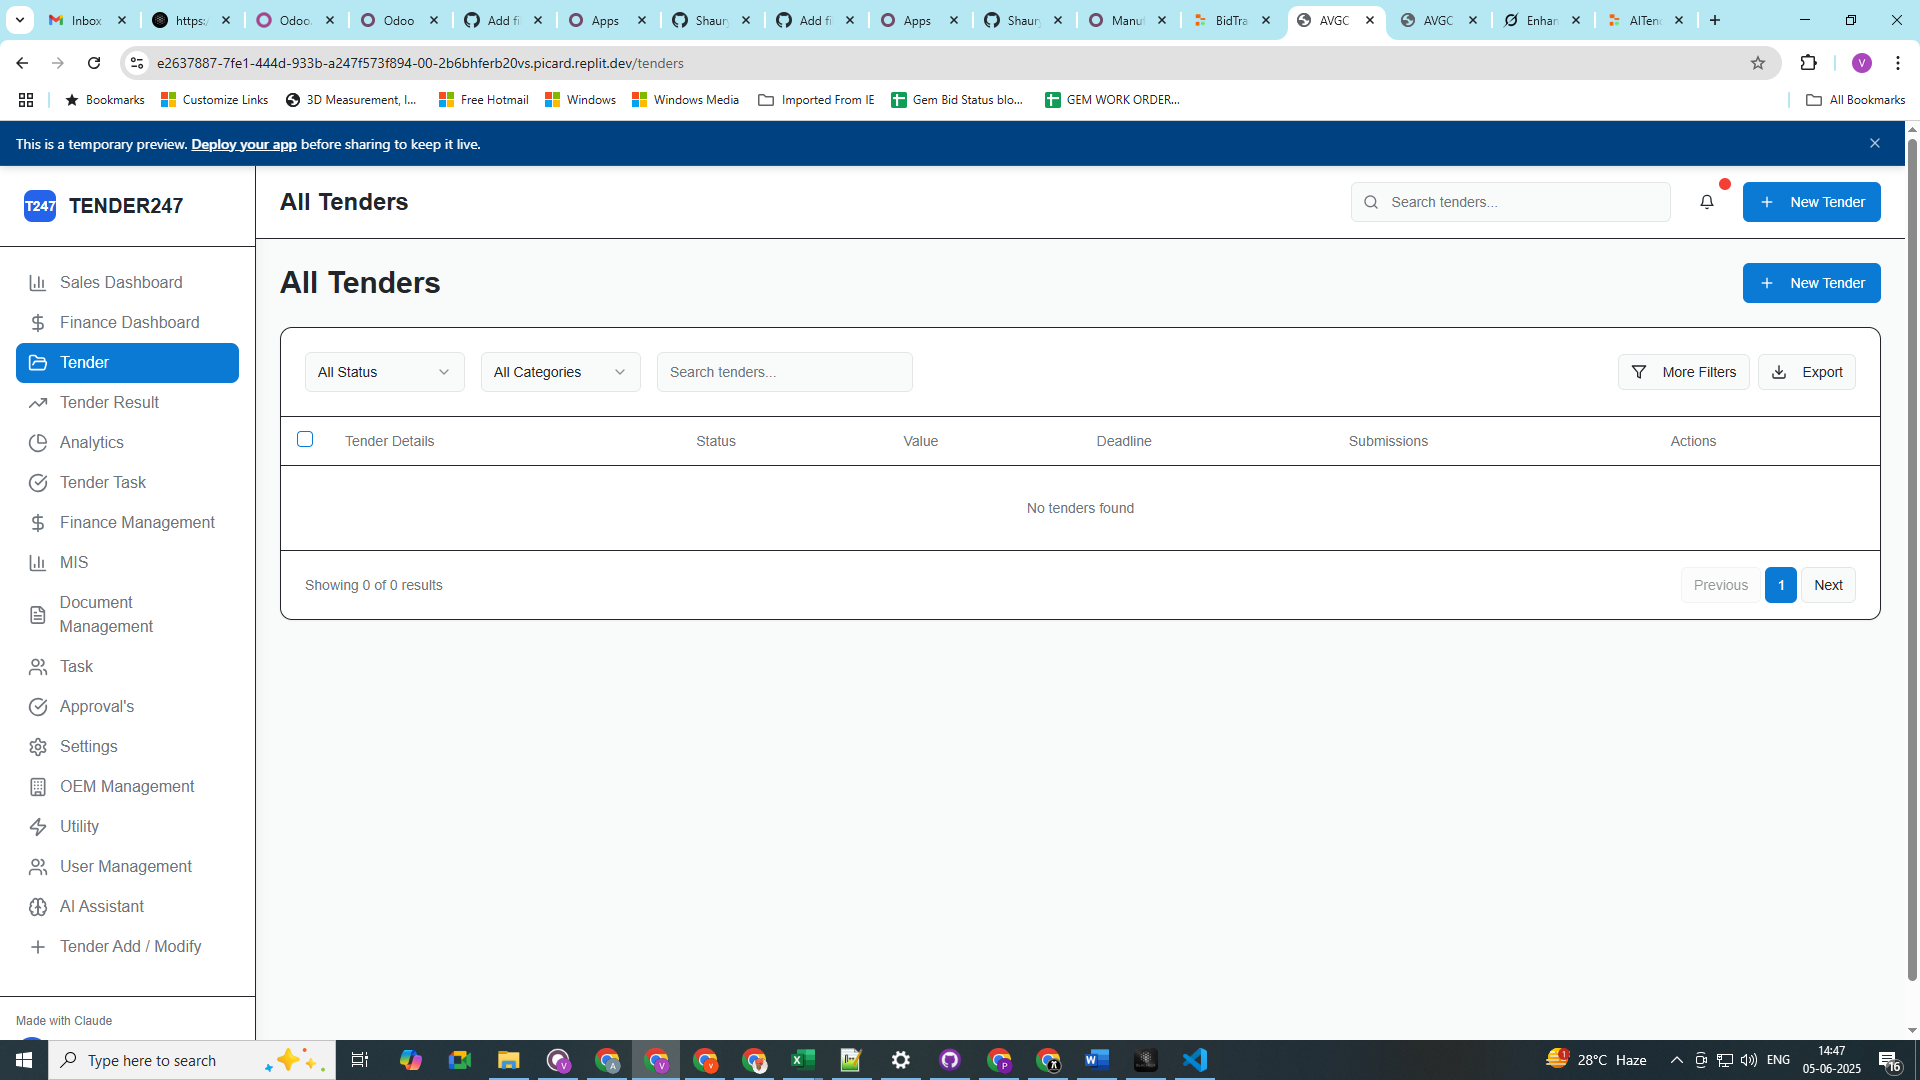 Inbox
https:/
Odoo.
Odoo
Add fi
Apps
Shaury
Add fi
Apps
Shaur
Manuf
BidTra
AVGC
AVGC
Enhan
AITend
e2637887-7fe1-444d-933b-a247f573f894-00-2b6bhferb20vs.picard.replit.dev/tenders
V
Bookmarks
Customize Links
3D Measurement, I...
Free Hotmail
Windows
Windows Media
Imported From IE
Gem Bid Status blo...
GEM WORK ORDER...
All Bookmarks
This is a temporary preview. Deploy your app before sharing to keep it live.
T247
TENDER247
All Tenders
Search tenders...
New Tender
Sales Dashboard
Finance Dashboard
Tender
Tender Result
Analytics
Tender Task
Finance Management
MIS
Document
Management
Task
Approval's
Settings
OEM Management
Utility
User Management
AI Assistant
Tender Add / Modify
Made with Claude
All Tenders
New Tender
All Status
All Categories
Search tenders...
More Filters
Export
Tender Details
Status
Value
Deadline
Submissions
Actions
No tenders found
Showing 0 of 0 results
Previous
1
Next
Type here to search
28°C Haze
ENG
14:47
05-06-2025
16